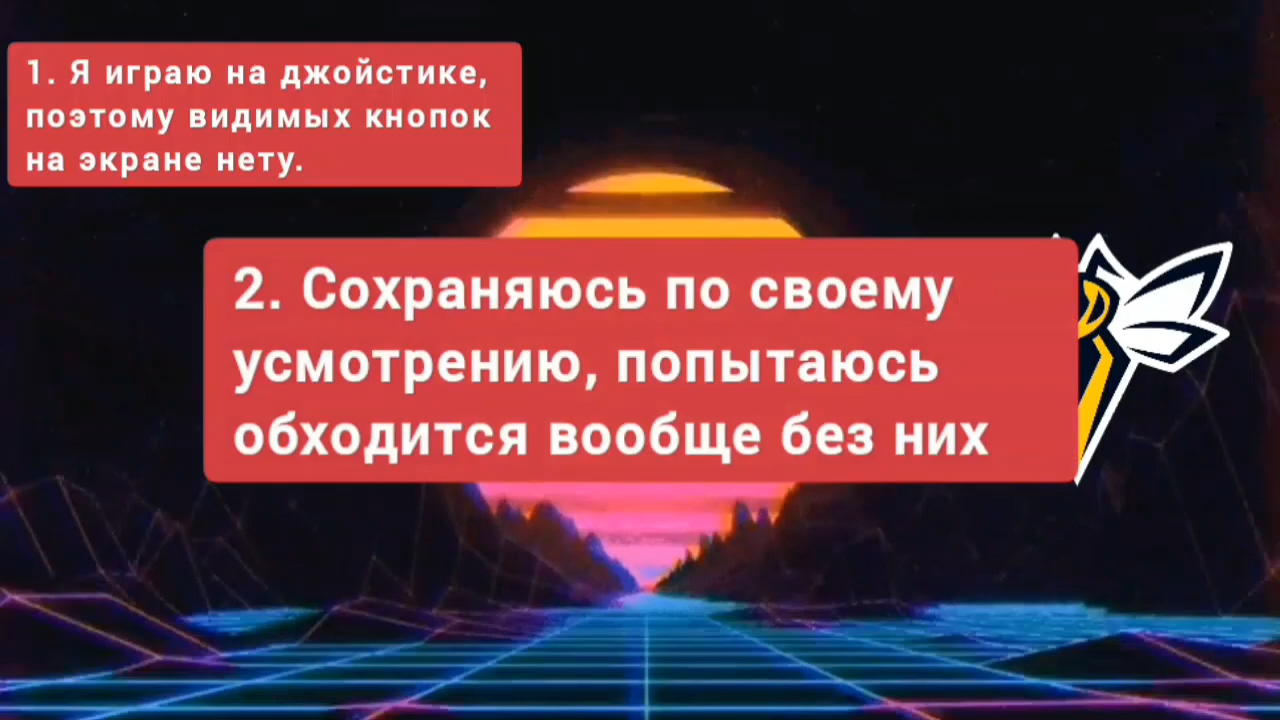 1. Я играю на джойстике,
поэтому видимых кнопок
на экране нету.
2. Сохраняюсь по своему
усмотрению, попытаюсь
обходится вообще без них